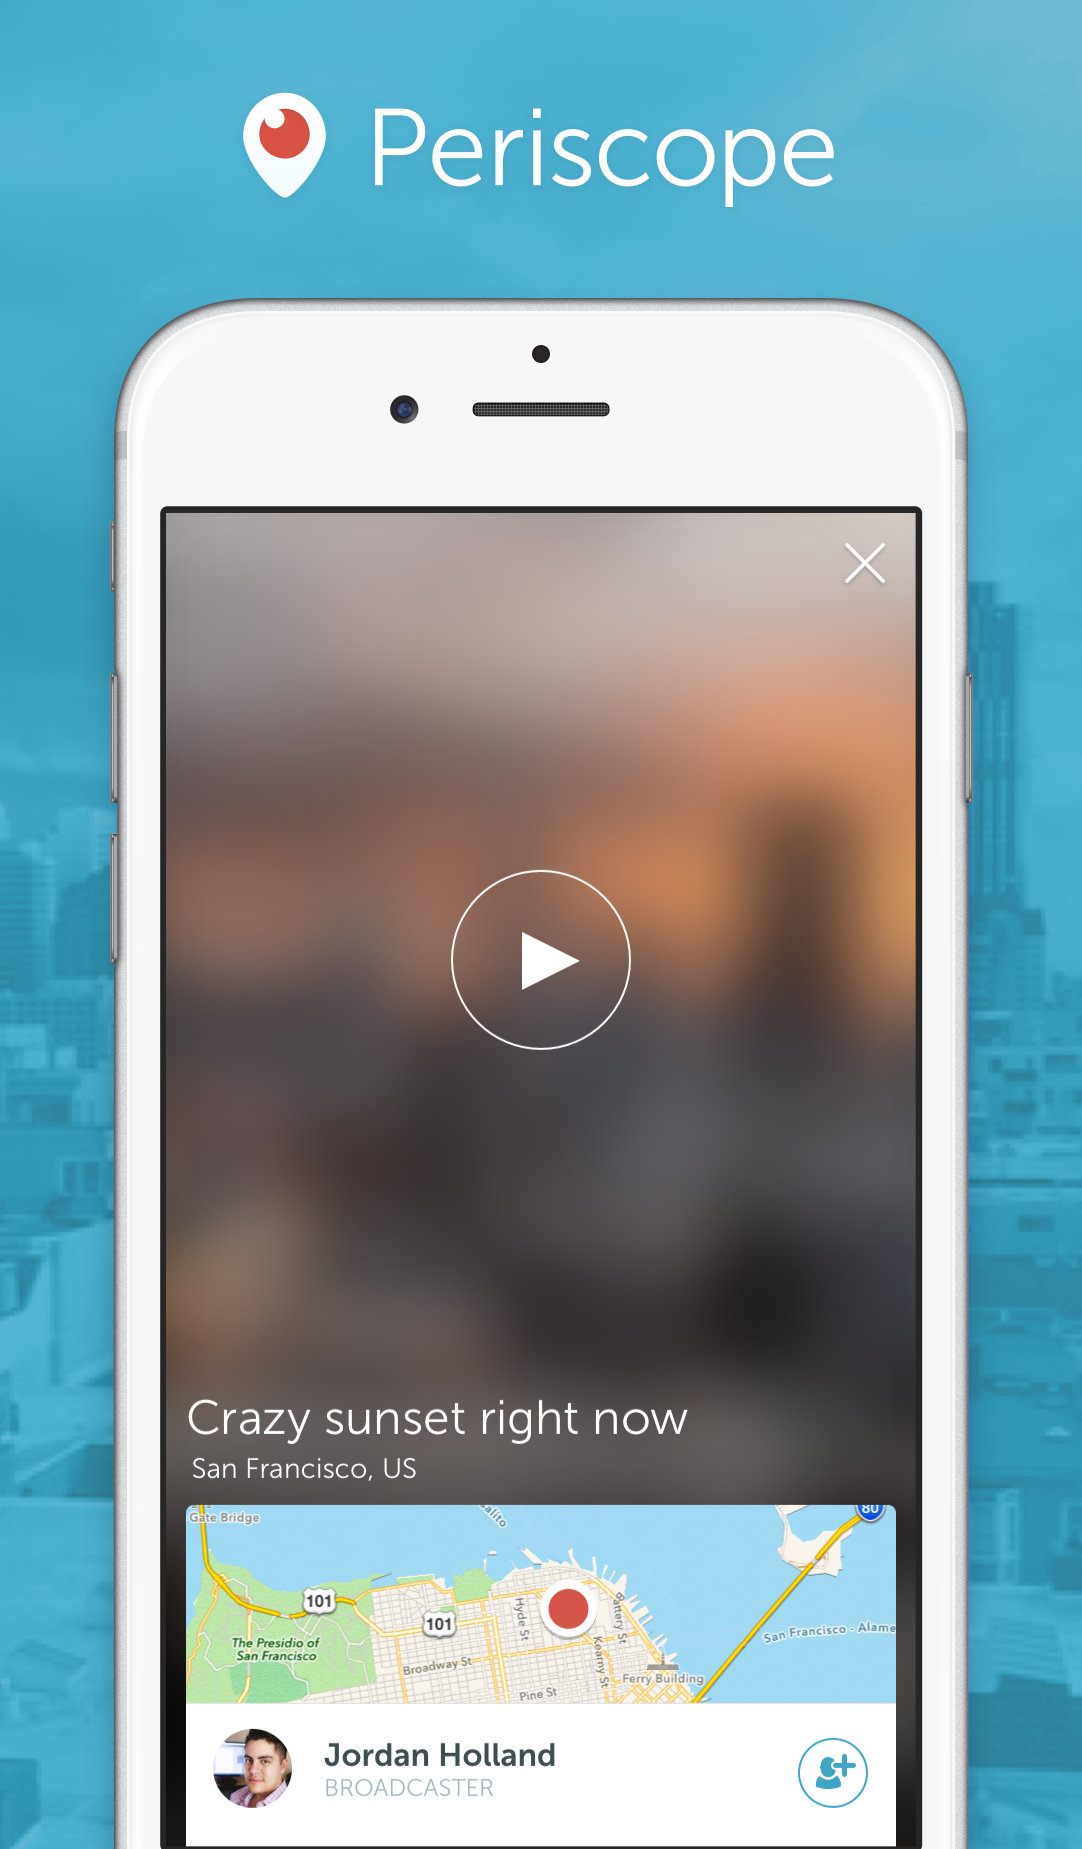 Periscope
Crazy sunset right now
San Francisco, US
Gate Bridge
80
101
101
Hyde St
Battery St
San Francisco - Alame
The Presidio of
San Francisco
Broadway St
Kearny St
Ferry Building
Pine St
Jordan Holland
BROADCASTER